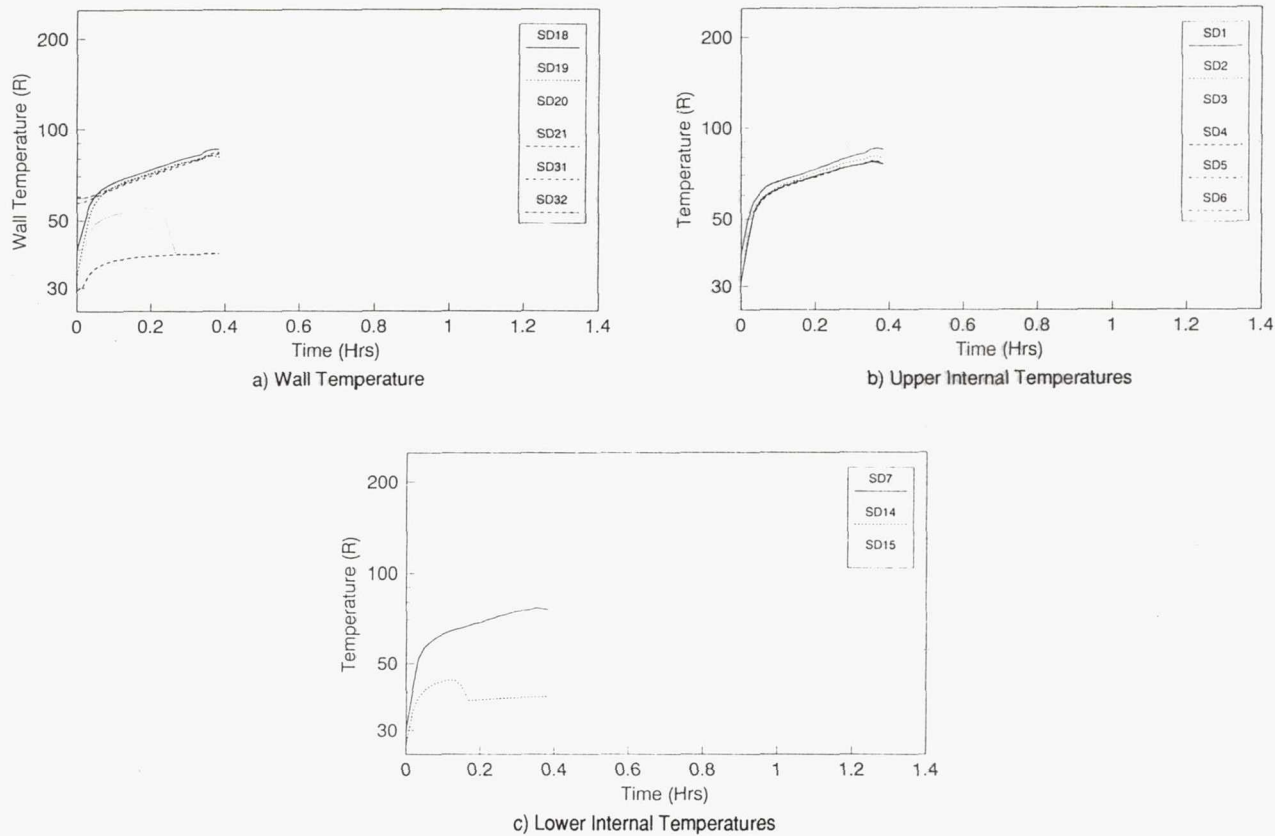 200
100
50
30
Wall Temperature (R)
0 0.2 0.4 0.6 0.8 1 1.2 1.4
Time (Hrs)
SD18
SD19
SD20
SD21
SD31
SD32
a) Wall Temperature
200
100
50
30
Temperature (R)
0 0.2 0.4 0.6 0.8 1 1.2 1.4
Time (Hrs)
SD1
SD2
SD3
SD4
SD5
SD6
b) Upper Internal Temperatures
200
100
50
30
Temperature (R)
0 0.2 0.4 0.6 0.8 1 1.2 1.4
Time (Hrs)
SD7
SD14
SD15
c) Lower Internal Temperatures